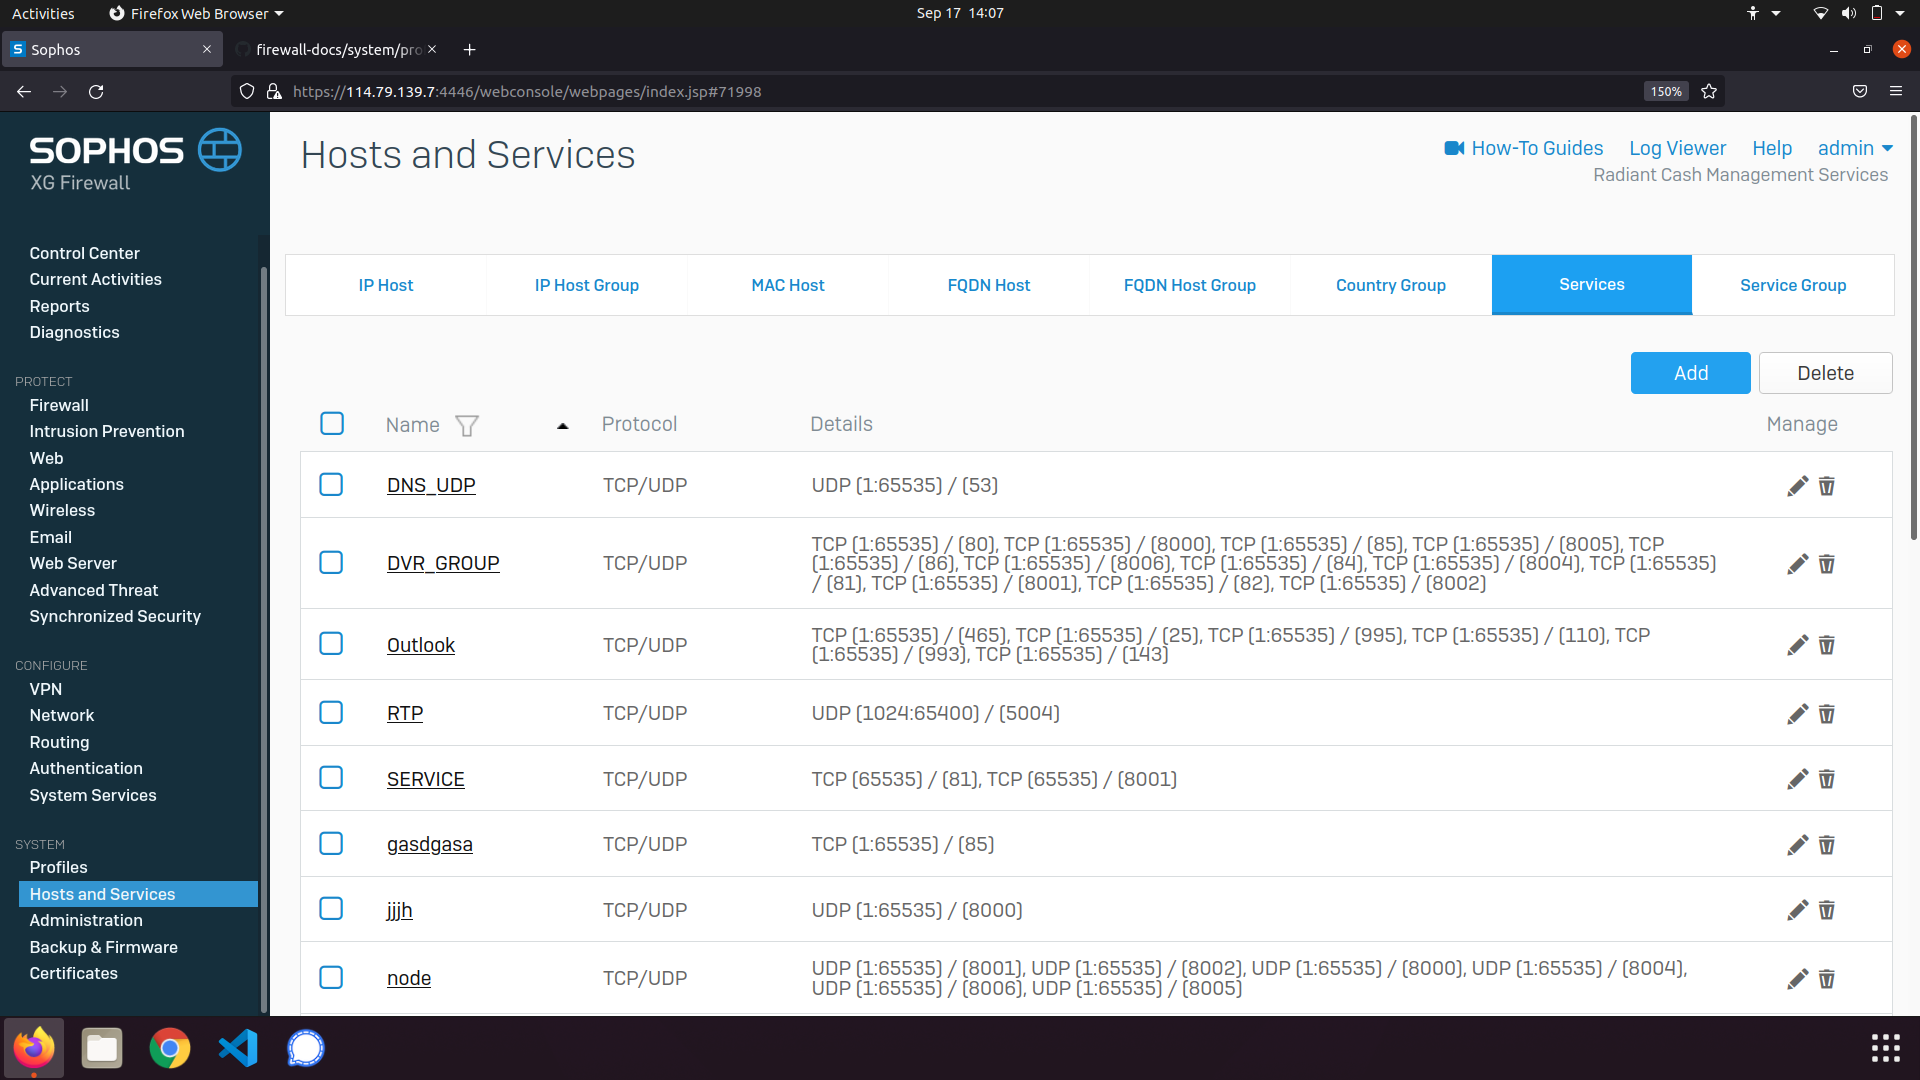 Activities
Firefox Web Browser
Sep 17 14:07
S Sophos
firewall-docs/system/pro
https://114.79.139.7:4446/webconsole/webpages/index.jsp#71998
150%
SOPHOS
XG Firewall
Control Center
Current Activities
Reports
Diagnostics
PROTECT
Firewall
Intrusion Prevention
Web
Applications
Wireless
Email
Web Server
Advanced Threat
Synchronized Security
CONFIGURE
VPN
Network
Routing
Authentication
System Services
SYSTEM
Profiles
Hosts and Services
Administration
Backup & Firmware
Certificates
Hosts and Services
How-To Guides Log Viewer Help admin
Radiant Cash Management Services
IP Host IP Host Group MAC Host FQDN Host FQDN Host Group Country Group Services Service Group
Add Delete
Name Protocol Details Manage
DNS_UDP TCP/UDP UDP (1:65535) / (53)
DVR_GROUP TCP/UDP TCP (1:65535) / (80), TCP (1:65535) / (8000), TCP (1:65535) / (85), TCP (1:65535) / (8005), TCP
(1:65535) / (86), TCP (1:65535) / (8006), TCP (1:65535) / (84), TCP (1:65535) / (8004), TCP (1:65535)
/ (81), TCP (1:65535) / (8001), TCP (1:65535) / (82), TCP (1:65535) / (8002)
Outlook TCP/UDP TCP (1:65535) / (465), TCP (1:65535) / (25), TCP (1:65535) / (995), TCP (1:65535) / (110), TCP
(1:65535) / (993), TCP (1:65535) / (143)
RTP TCP/UDP UDP (1024:65400) / (5004)
SERVICE TCP/UDP TCP (65535) / (81), TCP (65535) / (8001)
gasdgasa TCP/UDP TCP (1:65535) / (85)
jjjh TCP/UDP UDP (1:65535) / (8000)
node TCP/UDP UDP (1:65535) / (8001), UDP (1:65535) / (8002), UDP (1:65535) / (8000), UDP (1:65535) / (8004),
UDP (1:65535) / (8006), UDP (1:65535) / (8005)